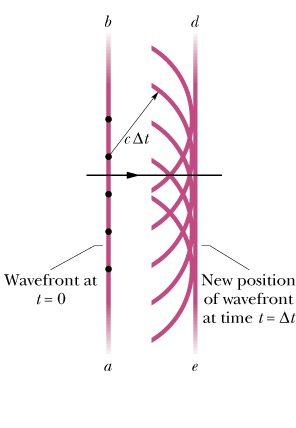 b
d
c Δt
Wavefront at
t = 0
New position
of wavefront
at time t = Δt
a
e